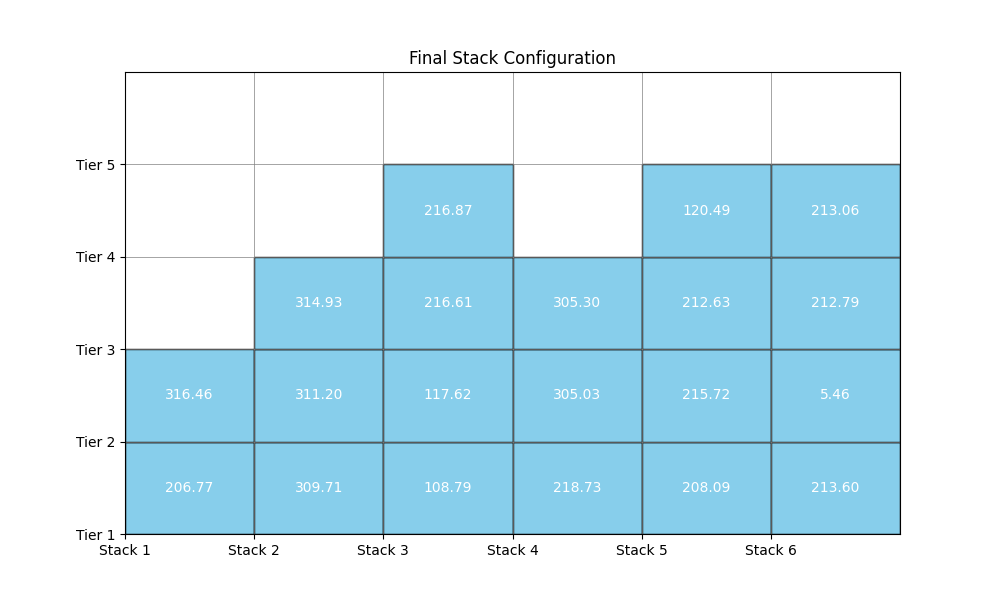 Final Stack Configuration
Tier 5
216.87 120.49 213.06
Tier 4
314.93 216.61 305.30 212.63 212.79
Tier 3
316.46 311.20 117.62 305.03 215.72 5.46
Tier 2
206.77 309.71 108.79 218.73 208.09 213.60
Tier 1
Stack 1 Stack 2 Stack 3 Stack 4 Stack 5 Stack 6